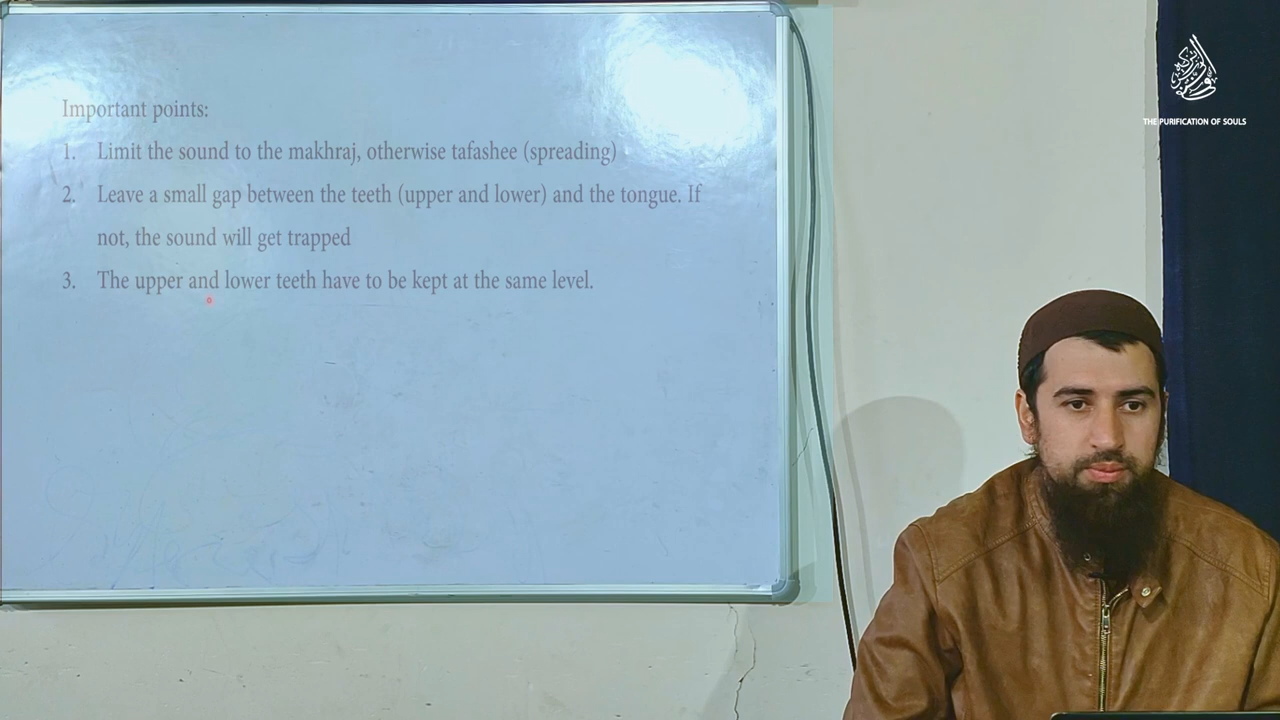 Important points:
1. Limit the sound to the makhraj, otherwise tafashee (spreading)
2. Leave a small gap between the teeth (upper and lower) and the tongue. If
not, the sound will get trapped
3. The upper and lower teeth have to be kept at the same level.
THE PURIFICATION OF SOULS